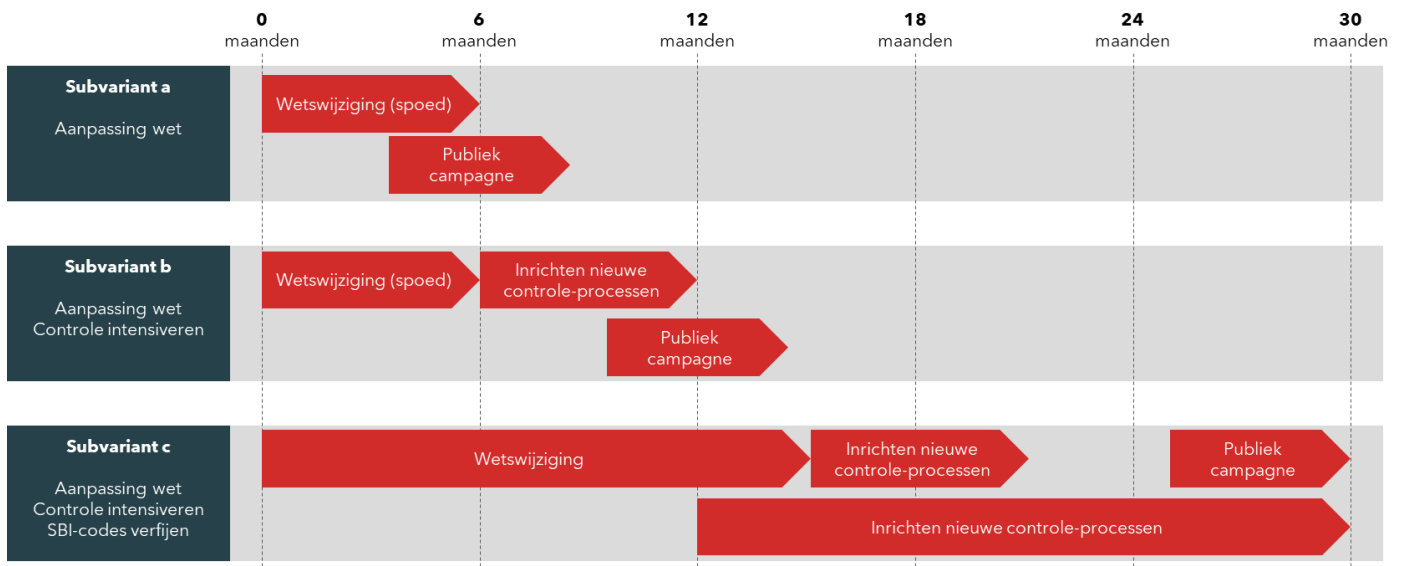 0
maanden
6
maanden
12
maanden
18
maanden
24
maanden
30
maanden
Subvariant a
Aanpassing wet
Wetswijziging (spoed)
Publiek
campagne
Subvariant b
Aanpassing wet
Controle intensiveren
Wetswijziging (spoed)
Inrichten nieuwe
controle-processen
Publiek
campagne
Subvariant c
Aanpassing wet
Controle intensiveren
SBI-codes verfijen
Wetswijziging
Inrichten nieuwe
controle-processen
Publiek
campagne
Inrichten nieuwe controle-processen